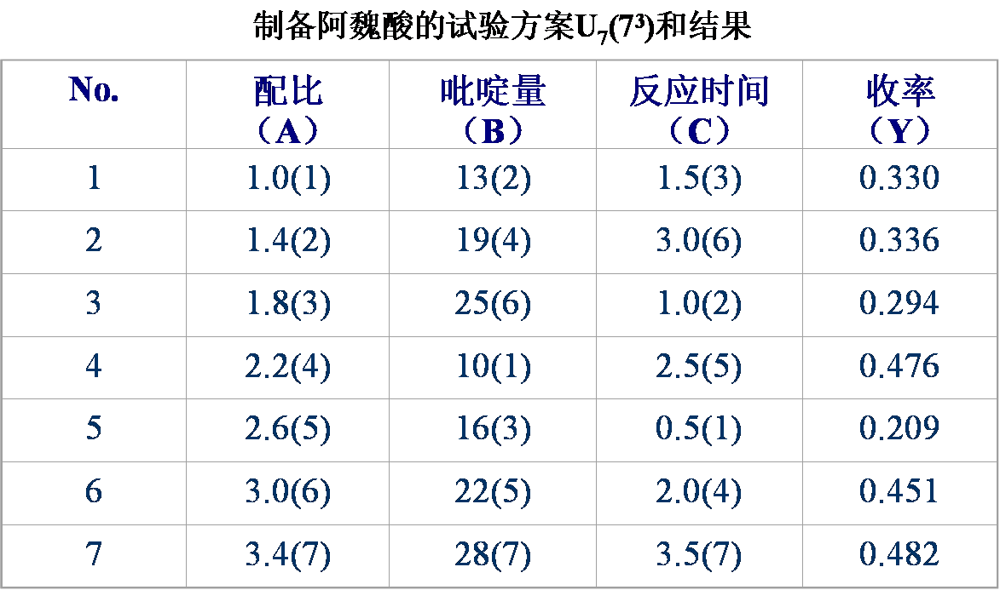 制备阿魏酸的试验方案U7(7³)和结果
No. 配比 吡啶量 反应时间 收率
（A） （B） （C） （Y）
1 1.0(1) 13(2) 1.5(3) 0.330
2 1.4(2) 19(4) 3.0(6) 0.336
3 1.8(3) 25(6) 1.0(2) 0.294
4 2.2(4) 10(1) 2.5(5) 0.476
5 2.6(5) 16(3) 0.5(1) 0.209
6 3.0(6) 22(5) 2.0(4) 0.451
7 3.4(7) 28(7) 3.5(7) 0.482